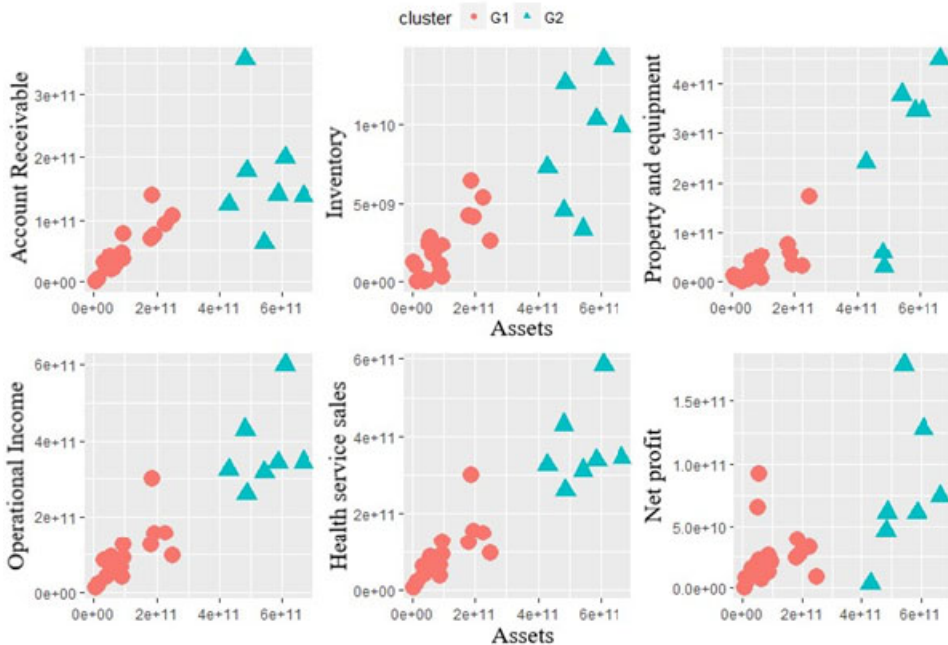 cluster G1 G2
Account Receivable
3e+11
2e+11
1e+11
0e+00
0e+00 2e+11 4e+11 6e+11
Inventory
1e+10
5e+09
0e+00
0e+00 2e+11 4e+11 6e+11
Assets
Property and equipment
4e+11
3e+11
2e+11
1e+11
0e+00
0e+00 2e+11 4e+11 6e+11
Operational Income
6e+11
4e+11
2e+11
0e+00
0e+00 2e+11 4e+11 6e+11
Health service sales
6e+11
4e+11
2e+11
0e+00
0e+00 2e+11 4e+11 6e+11
Assets
Net profit
1.5e+11
1.0e+11
5.0e+10
0.0e+00
0e+00 2e+11 4e+11 6e+11